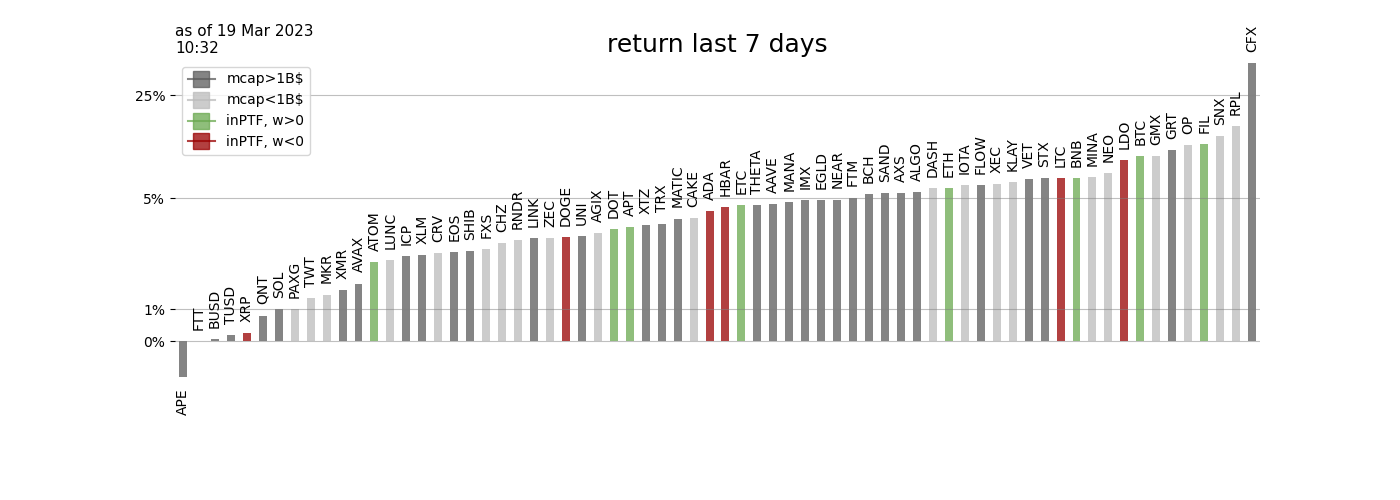 as of 19 Mar 2023
10:32
return last 7 days
mcap>1B$
mcap<1B$
inPTF, w>0
inPTF, w<0
25%
5%
1%
0%
APE
FTT
BUSD
TUSD
XRP
QNT
SOL
PAXG
TWT
MKR
XMR
AVAX
ATOM
LUNC
ICP
XLM
CRV
EOS
SHIB
FXS
CHZ
RNDR
LINK
ZEC
DOGE
UNI
AGIX
DOT
APT
XTZ
TRX
MATIC
CAKE
ADA
HBAR
ETC
THETA
AAVE
MANA
IMX
EGLD
NEAR
FTM
BCH
SAND
AXS
ALGO
DASH
ETH
IOTA
FLOW
XEC
KLAY
VET
STX
LTC
BNB
MINA
NEO
LDO
BTC
GMX
GRT
OP
FIL
SNX
RPL
CFX